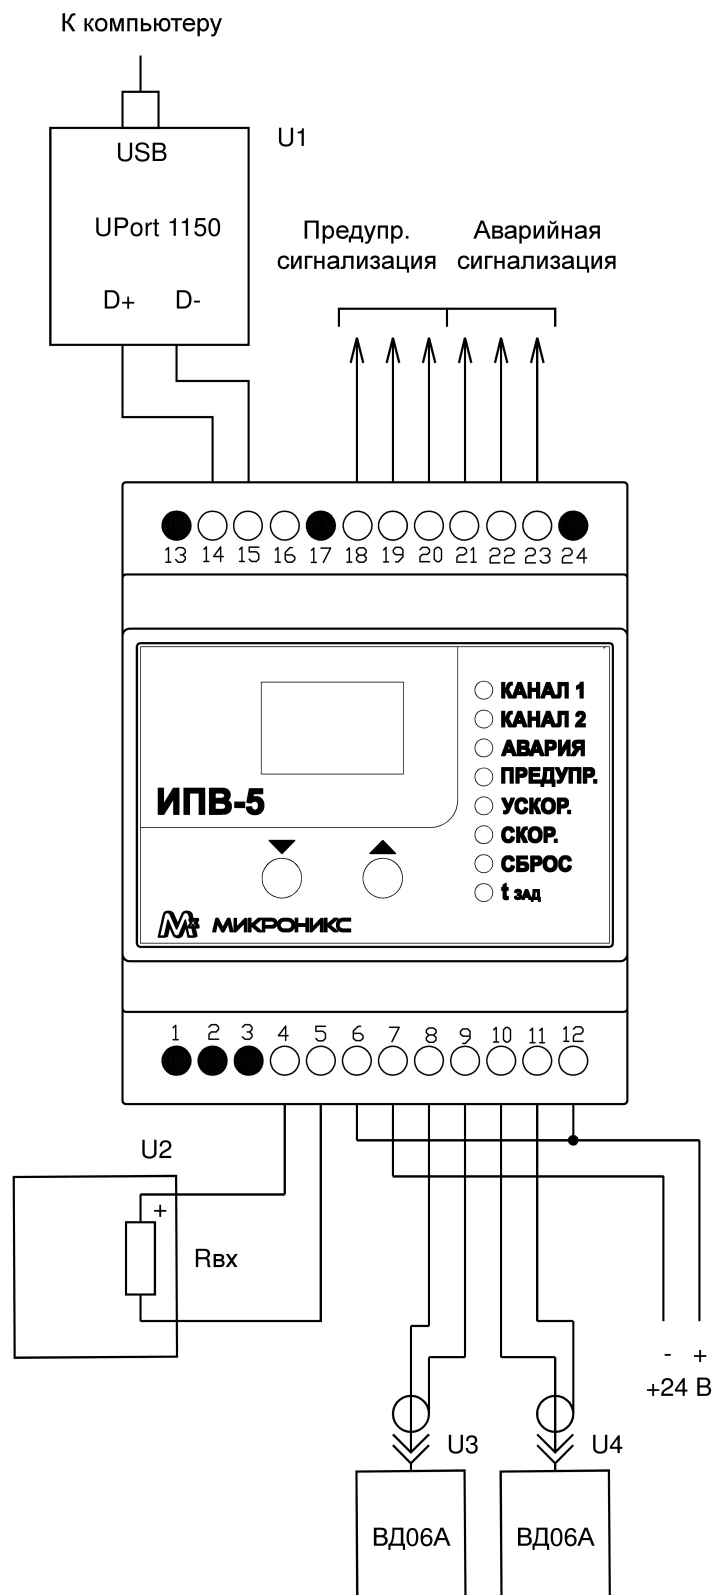 К компьютеру
USB
U1
UPort 1150
D+ D-
Предупр.
сигнализация
Аварийная
сигнализация
13 14 15 16 17 18 19 20 21 22 23 24
КАНАЛ 1
КАНАЛ 2
АВАРИЯ
ПРЕДУПР.
УСКОР.
СКОР.
СБРОС
t ЗАД
ИПВ-5
МИКРОНИКС
1 2 3 4 5 6 7 8 9 10 11 12
U2
+
Rвх
- +
+24 В
U3
U4
ВД06А
ВД06А